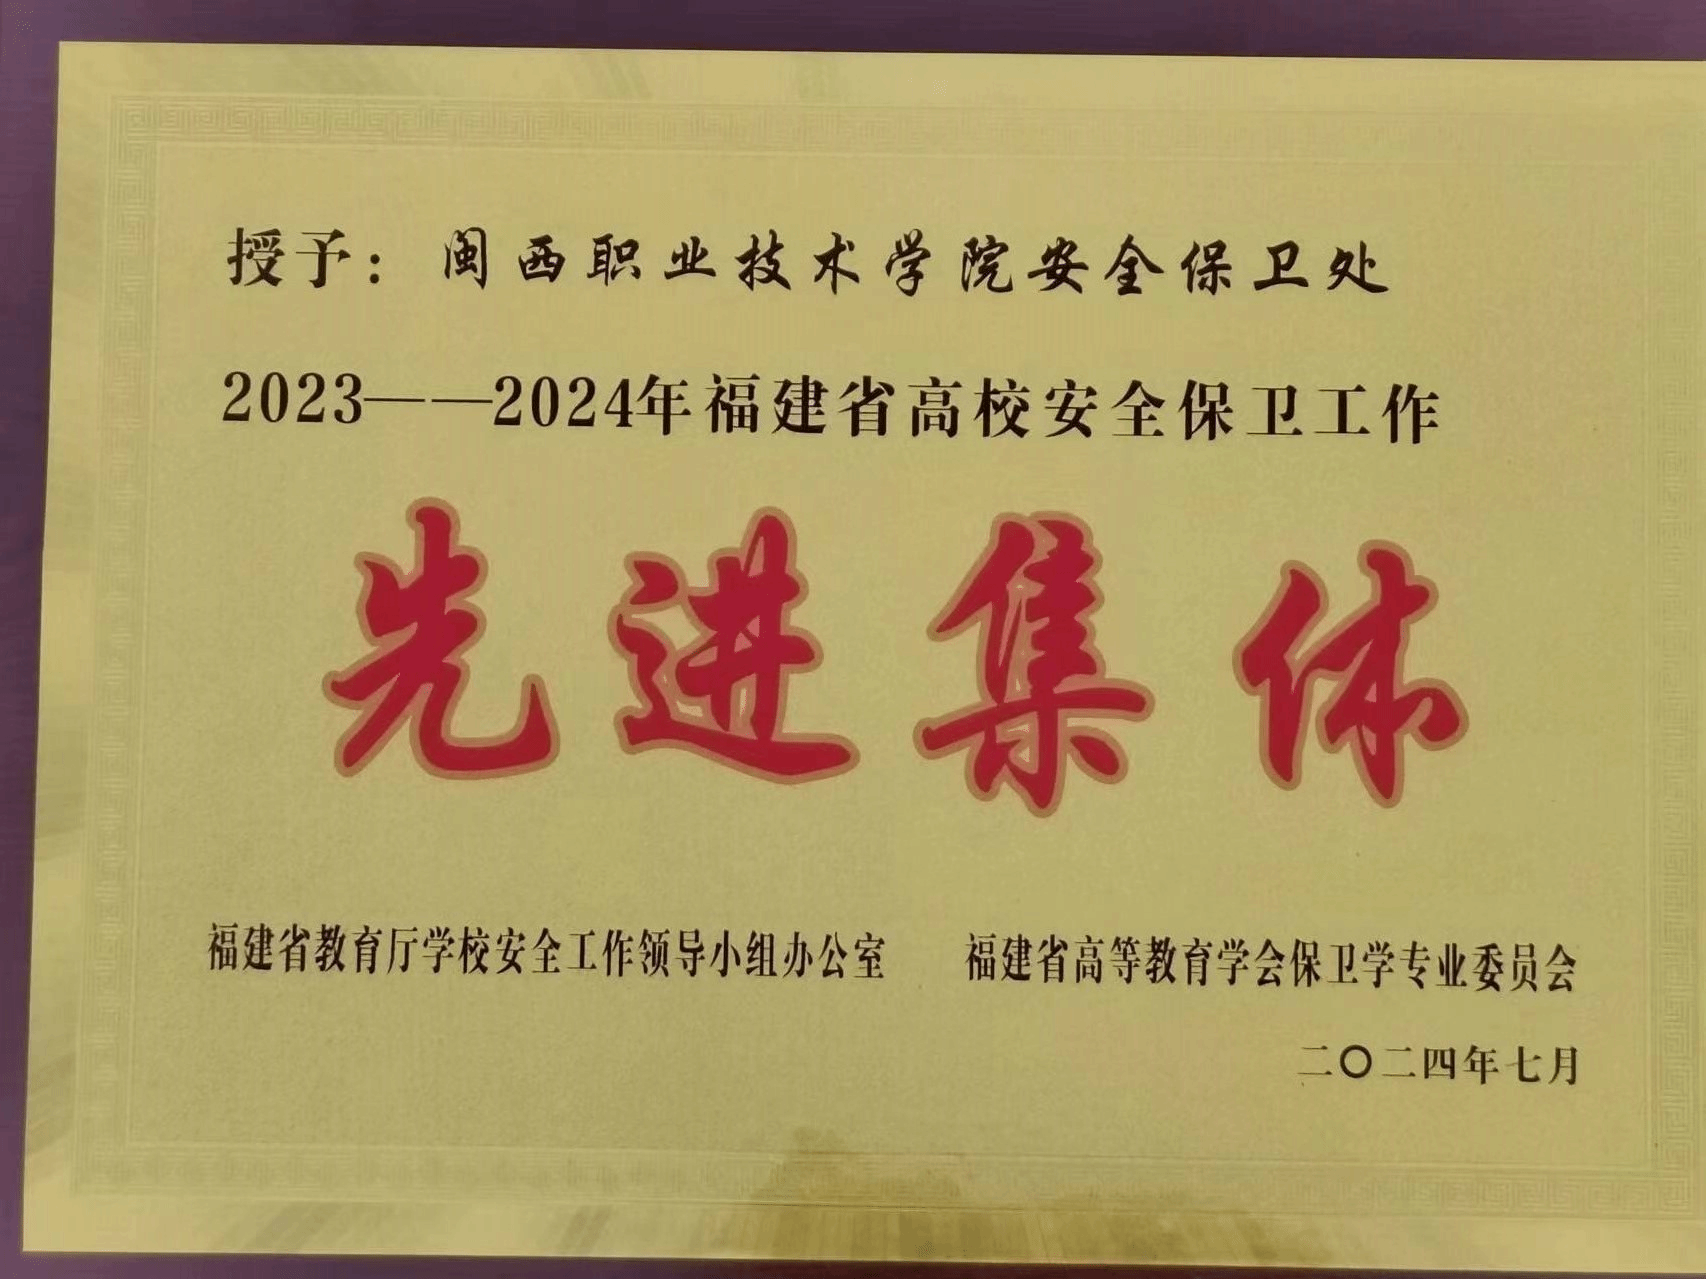 授予：闽西职业技术学院安全保卫处
2023——2024年福建省高校安全保卫工作
先进集体
福建省教育厅学校安全工作领导小组办公室 福建省高等教育学会保卫学专业委员会
二〇二四年七月